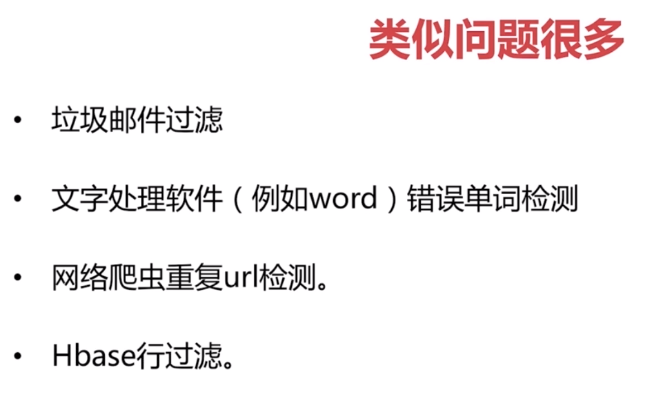 类似问题很多
• 垃圾邮件过滤
• 文字处理软件（例如word）错误单词检测
• 网络爬虫重复url检测。
• Hbase行过滤。